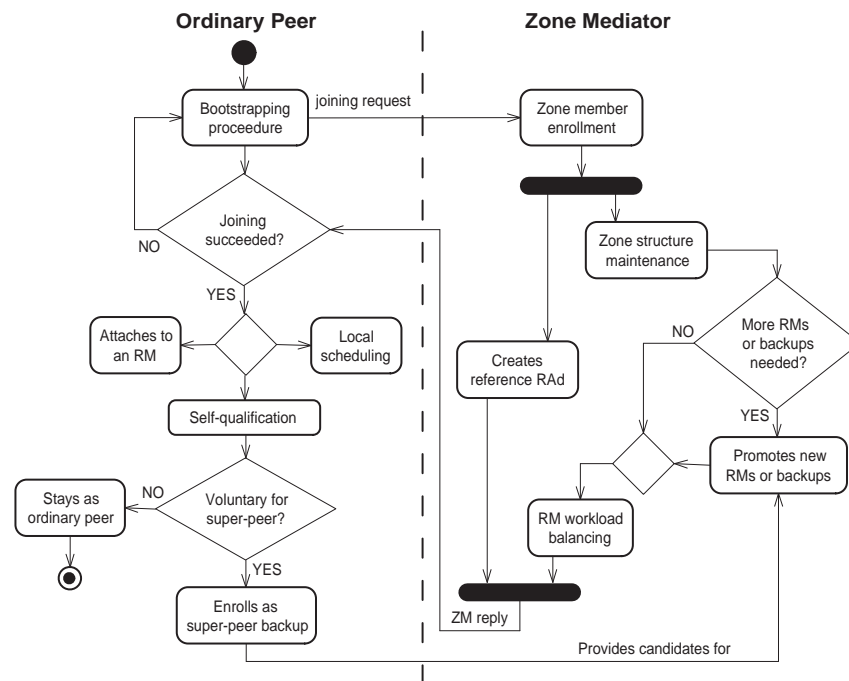 Ordinary Peer
Zone Mediator
Bootstrapping
proceedure
joining request
Zone member
enrollment
Joining
succeeded?
NO
YES
Zone structure
maintenance
Attaches to
an RM
Local
scheduling
Creates
reference RAd
NO
More RMs
or backups
needed?
YES
Self-qualification
Promotes new
RMs or backups
Voluntary for
super-peer?
NO
Stays as
ordinary peer
RM workload
balancing
YES
Enrolls as
super-peer backup
ZM reply
Provides candidates for